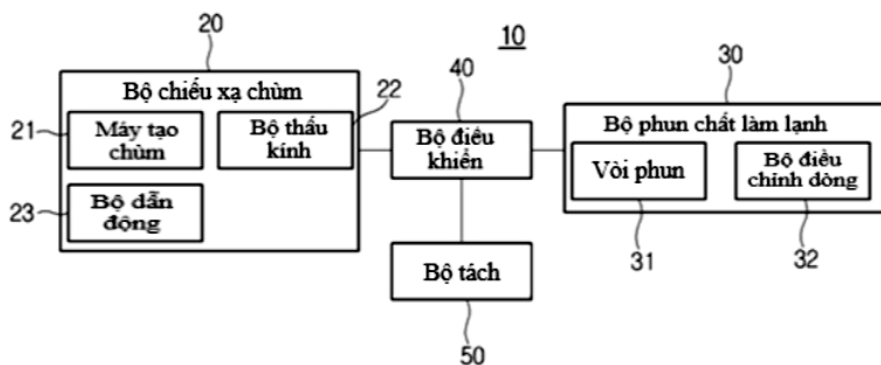 20
10
40
30
Bộ chiếu xạ chùm
22
21
Máy tạo
chùm
Bộ thấu
kính
Bộ điều
khiển
Bộ phun chất làm lạnh
Vòi phun
Bộ điều
chỉnh dòng
23
Bộ dẫn
động
31
32
Bộ tách
50